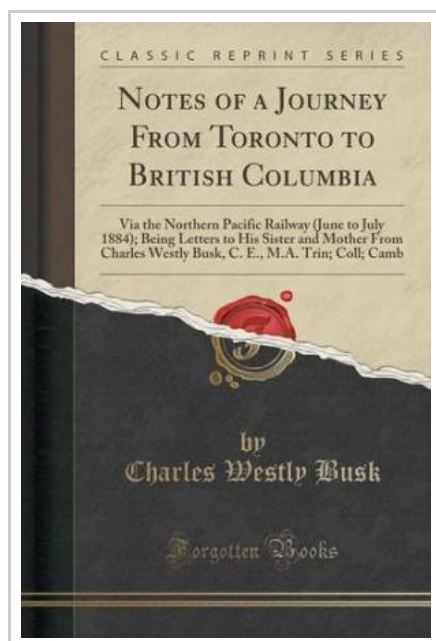 CLASSIC REPRINT SERIES
NOTES OF A JOURNEY
FROM TORONTO TO
BRITISH COLUMBIA
Via the Northern Pacific Railway (June to July
1884); Being Letters to His Sister and Mother From
Charles Westly Busk, C. E., M.A. Trin; Coll; Camb
by
Charles Westly Busk
Forgotten Books